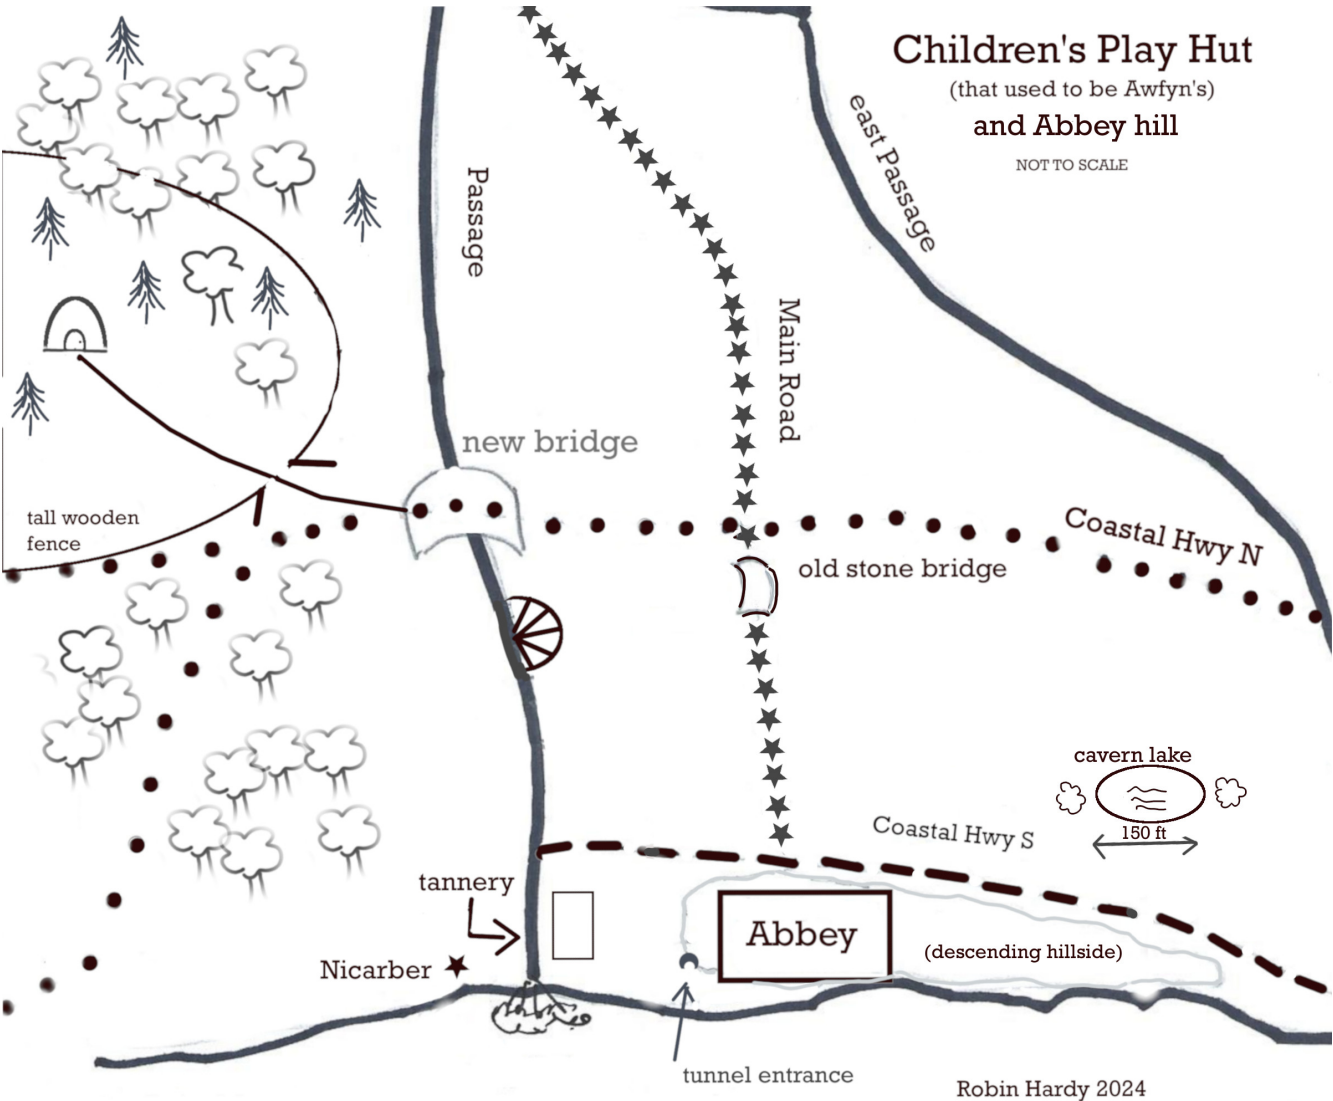 Children's Play Hut
(that used to be Awfyn's)
and Abbey hill
NOT TO SCALE
east Passage
Passage
Main Road
new bridge
tall wooden
fence
Coastal Hwy N
old stone bridge
cavern lake
150 ft
Coastal Hwy S
tannery
Abbey
(descending hillside)
Nicarber
tunnel entrance
Robin Hardy 2024